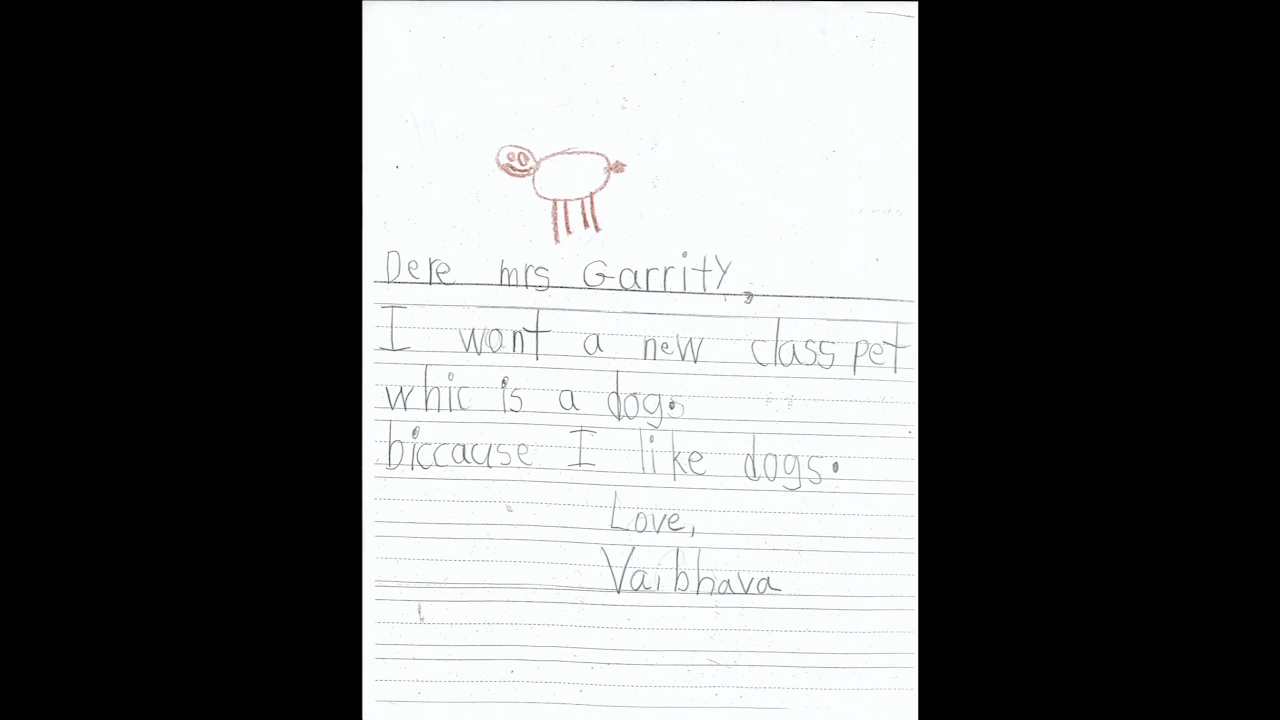 Dere mrs Garrity,
I wont a new class pet
whic is a dog.
biccause I like dogs.
Love,
Vaibhava